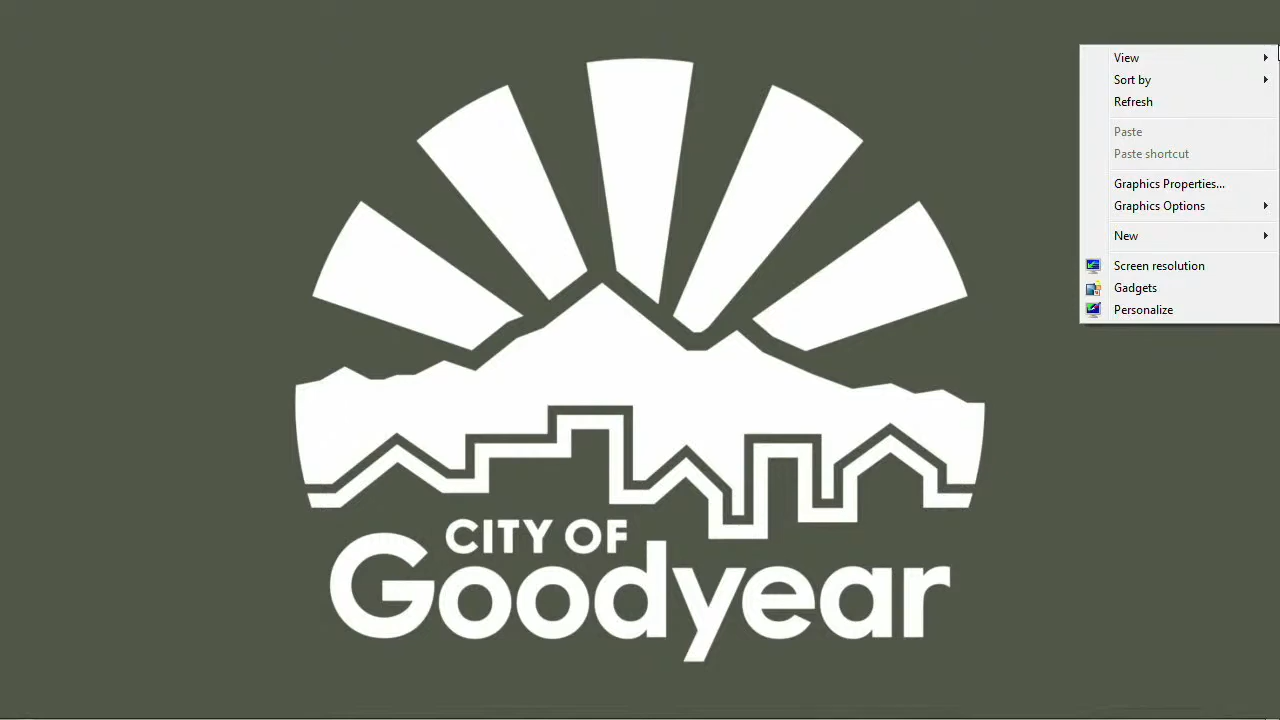 View
Sort by
Refresh
Paste
Paste shortcut
Graphics Properties...
Graphics Options
New
Screen resolution
Gadgets
Personalize
CITY OF
Goodyear